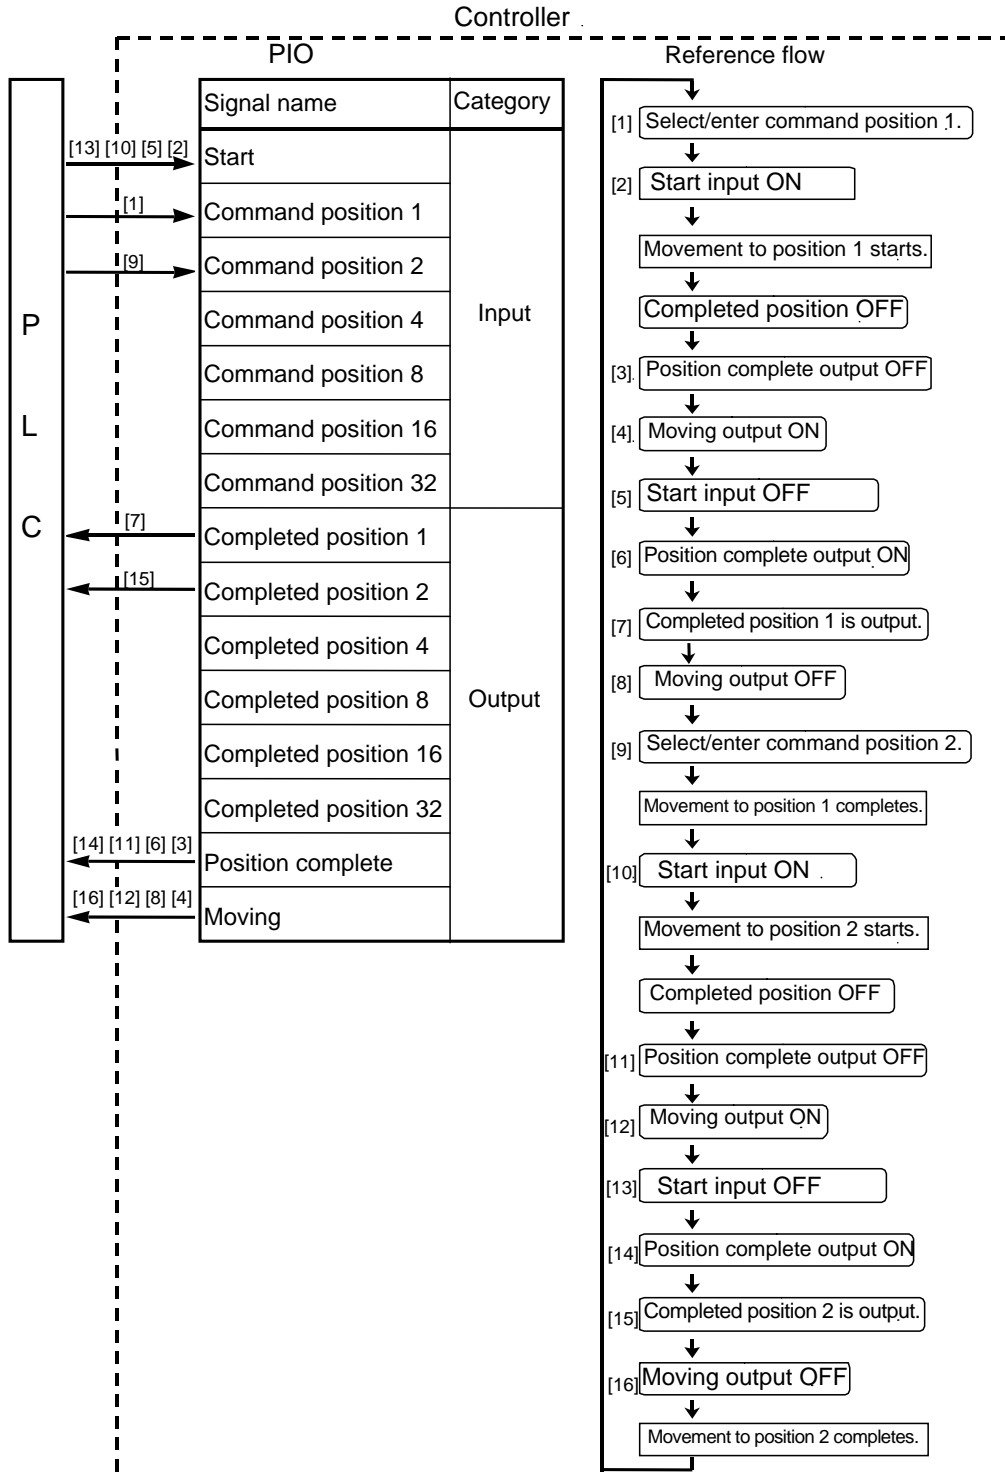 Controller
PIO
Reference flow
Signal name Category
[13] [10] [5] [2] Start
[1] Command position 1
[9] Command position 2
Command position 4
Input
Command position 8
Command position 16
Command position 32
[7] Completed position 1
[15] Completed position 2
Completed position 4
Completed position 8
Output
Completed position 16
Completed position 32
[14] [11] [6] [3] Position complete
[16] [12] [8] [4] Moving
P
L
C
[1] Select/enter command position 1.
[2] Start input ON
Movement to position 1 starts.
Completed position OFF
[3] Position complete output OFF
[4] Moving output ON
[5] Start input OFF
[6] Position complete output ON
[7] Completed position 1 is output.
[8] Moving output OFF
[9] Select/enter command position 2.
Movement to position 1 completes.
[10] Start input ON
Movement to position 2 starts.
Completed position OFF
[11] Position complete output OFF
[12] Moving output ON
[13] Start input OFF
[14] Position complete output ON
[15] Completed position 2 is output.
[16] Moving output OFF
Movement to position 2 completes.